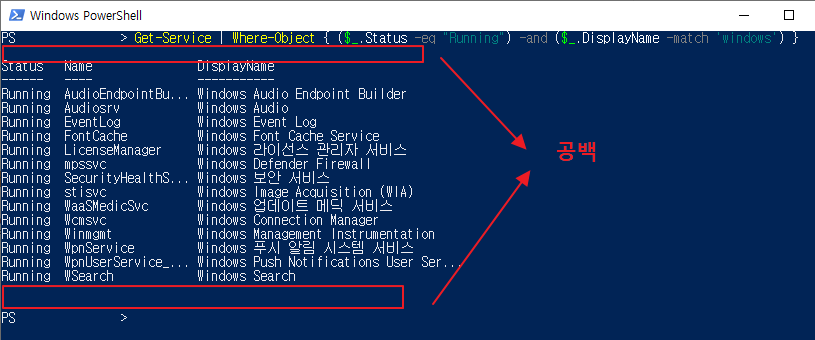 Windows PowerShell
PS > Get-Service | Where-Object { ($_.Status -eq "Running") -and ($_.DisplayName -match 'windows') }
Status Name DisplayName
------ ---- -----------
Running AudioEndpointBu... Windows Audio Endpoint Builder
Running Audiosrv Windows Audio
Running EventLog Windows Event Log
Running FontCache Windows Font Cache Service
Running LicenseManager Windows 라이선스 관리자 서비스
Running mpssvc Windows Defender Firewall
Running SecurityHealthS... Windows 보안 서비스
Running stisvc Windows Image Acquisition (WIA)
Running WaaSMedicSvc Windows 업데이트 메딕 서비스
Running Wcmsvc Windows Connection Manager
Running Winmgmt Windows Management Instrumentation
Running WpnService Windows 푸시 알림 시스템 서비스
Running WpnUserService_... Windows Push Notifications User Ser...
Running WSearch Windows Search
PS >
공백